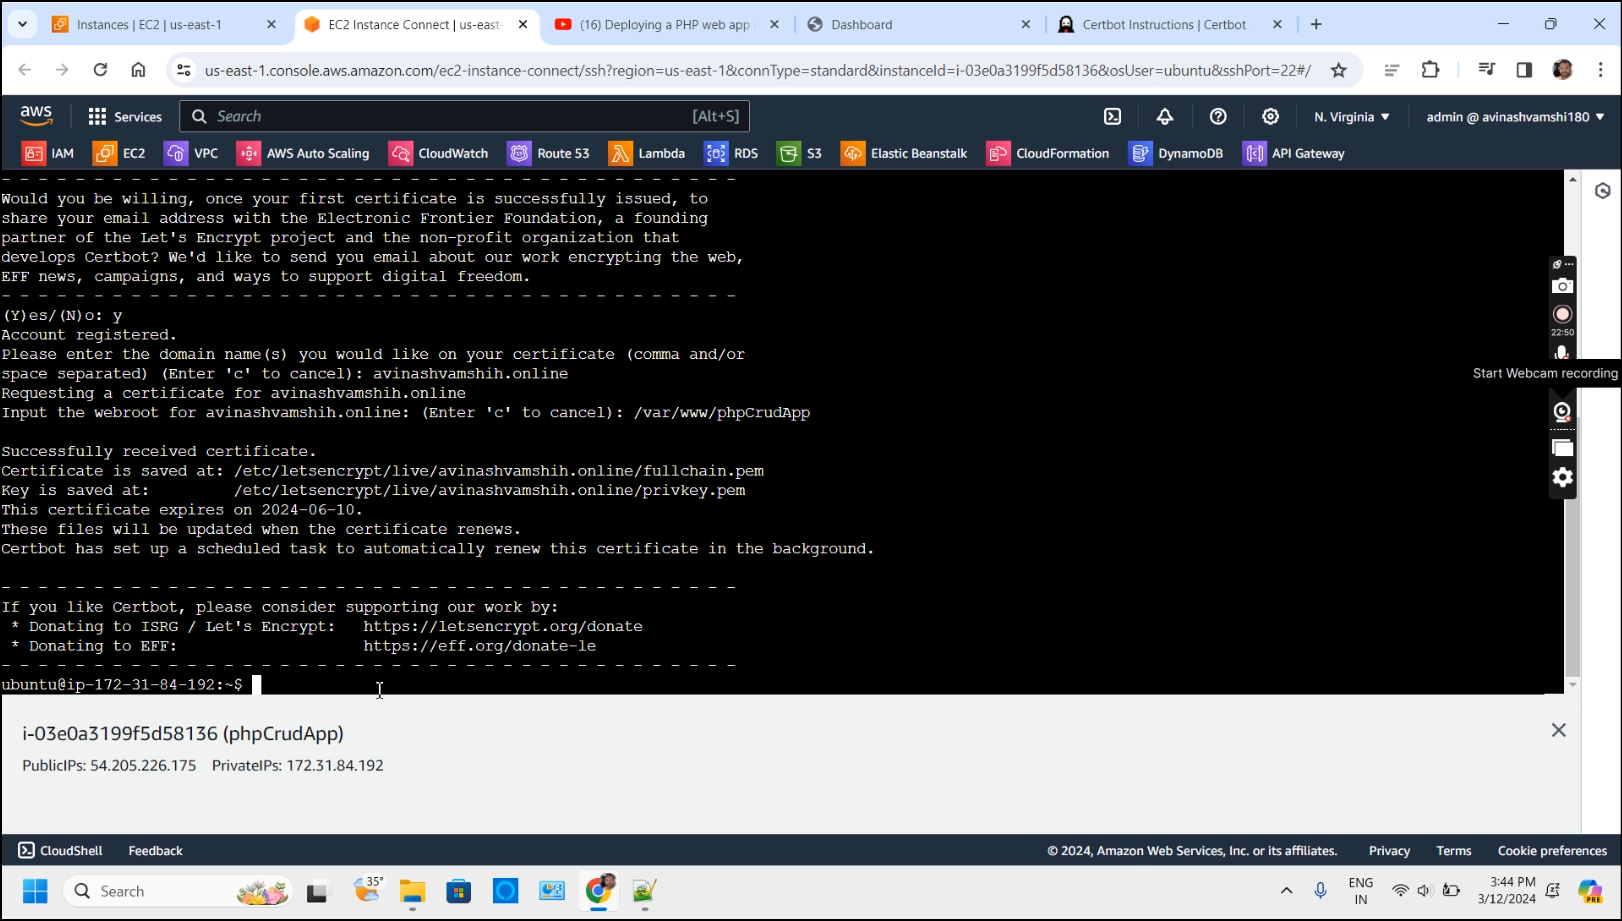 Instances | EC2 | us-east-1
EC2 Instance Connect | us-east-
(16) Deploying a PHP web app
Dashboard
Certbot Instructions | Certbot
us-east-1.console.aws.amazon.com/ec2-instance-connect/ssh?region=us-east-1&connType=standard&instanceId=i-03e0a3199f5d58136&osUser=ubuntu&sshPort=22#/
aws Services Search [Alt+S] N. Virginia admin @ avinashvamshi180
IAM EC2 VPC AWS Auto Scaling CloudWatch Route 53 Lambda RDS S3 Elastic Beanstalk CloudFormation DynamoDB API Gateway
- - - - - - - - - - - - - - - - - - - - - - - - - - - - - - - - - - - - - - - -
Would you be willing, once your first certificate is successfully issued, to
share your email address with the Electronic Frontier Foundation, a founding
partner of the Let's Encrypt project and the non-profit organization that
develops Certbot? We'd like to send you email about our work encrypting the web,
EFF news, campaigns, and ways to support digital freedom.
- - - - - - - - - - - - - - - - - - - - - - - - - - - - - - - - - - - - - - - -
(Y)es/(N)o: y
Account registered.
Please enter the domain name(s) you would like on your certificate (comma and/or
space separated) (Enter 'c' to cancel): avinashvamshih.online
Requesting a certificate for avinashvamshih.online
Input the webroot for avinashvamshih.online: (Enter 'c' to cancel): /var/www/phpCrudApp
Successfully received certificate.
Certificate is saved at: /etc/letsencrypt/live/avinashvamshih.online/fullchain.pem
Key is saved at:         /etc/letsencrypt/live/avinashvamshih.online/privkey.pem
This certificate expires on 2024-06-10.
These files will be updated when the certificate renews.
Certbot has set up a scheduled task to automatically renew this certificate in the background.
- - - - - - - - - - - - - - - - - - - - - - - - - - - - - - - - - - - - - - - -
If you like Certbot, please consider supporting our work by:
* Donating to ISRG / Let's Encrypt:   https://letsencrypt.org/donate
* Donating to EFF:                    https://eff.org/donate-le
- - - - - - - - - - - - - - - - - - - - - - - - - - - - - - - - - - - - - - - -
ubuntu@ip-172-31-84-192:~$
22:50
Start Webcam recording
i-03e0a3199f5d58136 (phpCrudApp)
PublicIPs: 54.205.226.175 PrivateIPs: 172.31.84.192
CloudShell Feedback © 2024, Amazon Web Services, Inc. or its affiliates. Privacy Terms Cookie preferences
Search
35°
ENG
IN
3:44 PM
3/12/2024
PRE